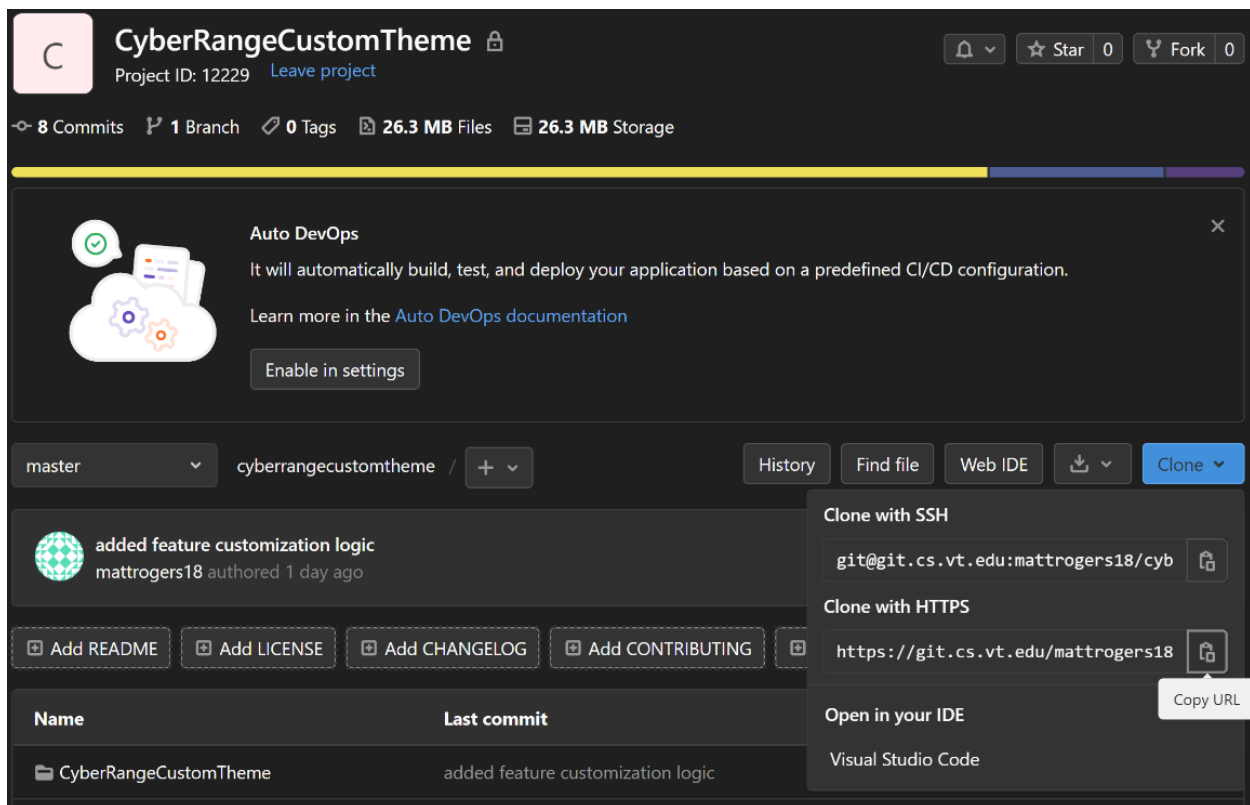 C
CyberRangeCustomTheme
Star 0
Fork 0
Project ID: 12229 Leave project
8 Commits 1 Branch 0 Tags 26.3 MB Files 26.3 MB Storage
Auto DevOps
It will automatically build, test, and deploy your application based on a predefined CI/CD configuration.
Learn more in the Auto DevOps documentation
Enable in settings
master cyberrangecustomtheme / + History Find file Web IDE Clone
Clone with SSH
git@git.cs.vt.edu:mattrogers18/cyb
Clone with HTTPS
https://git.cs.vt.edu/mattrogers18
Copy URL
Open in your IDE
Visual Studio Code
added feature customization logic
mattrogers18 authored 1 day ago
Add README Add LICENSE Add CHANGELOG Add CONTRIBUTING
Name Last commit
CyberRangeCustomTheme added feature customization logic